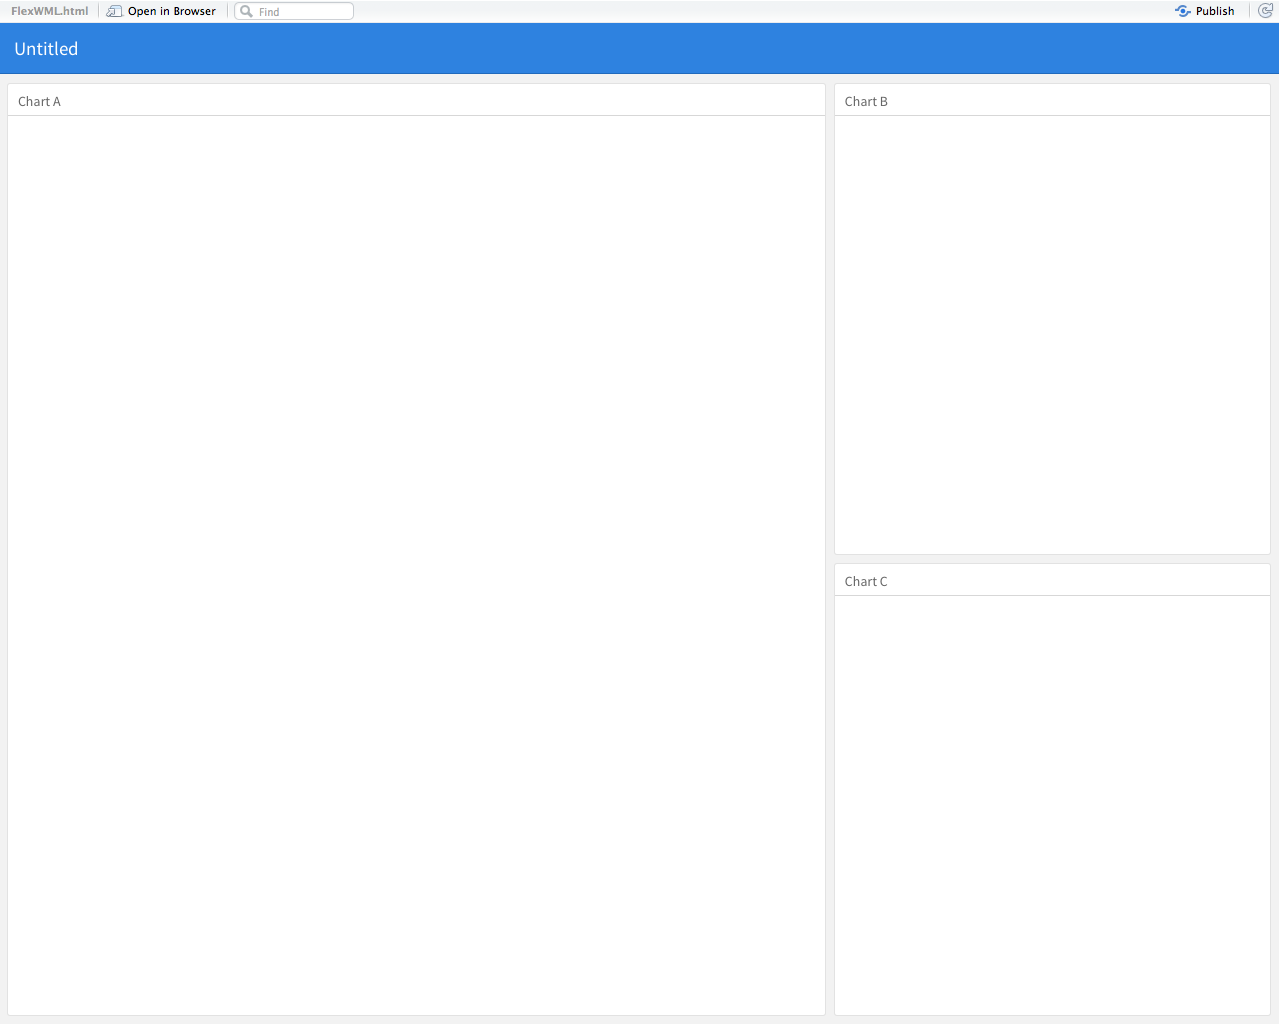 FlexWML.html Open in Browser Find Publish
Untitled
Chart A
Chart B
Chart C